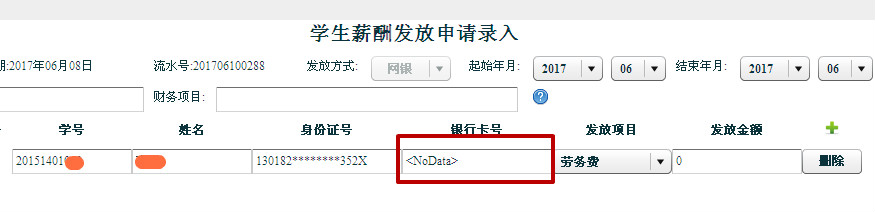 学生薪酬发放申请录入
期:2017年06月08日 流水号:201706100288 发放方式: 网银 起始年月: 2017 06 结束年月: 2017 06
财务项目:
学号 姓名 身份证号 银行卡号 发放项目 发放金额
20151401 130182********352X <NoData> 劳务费 0 删除